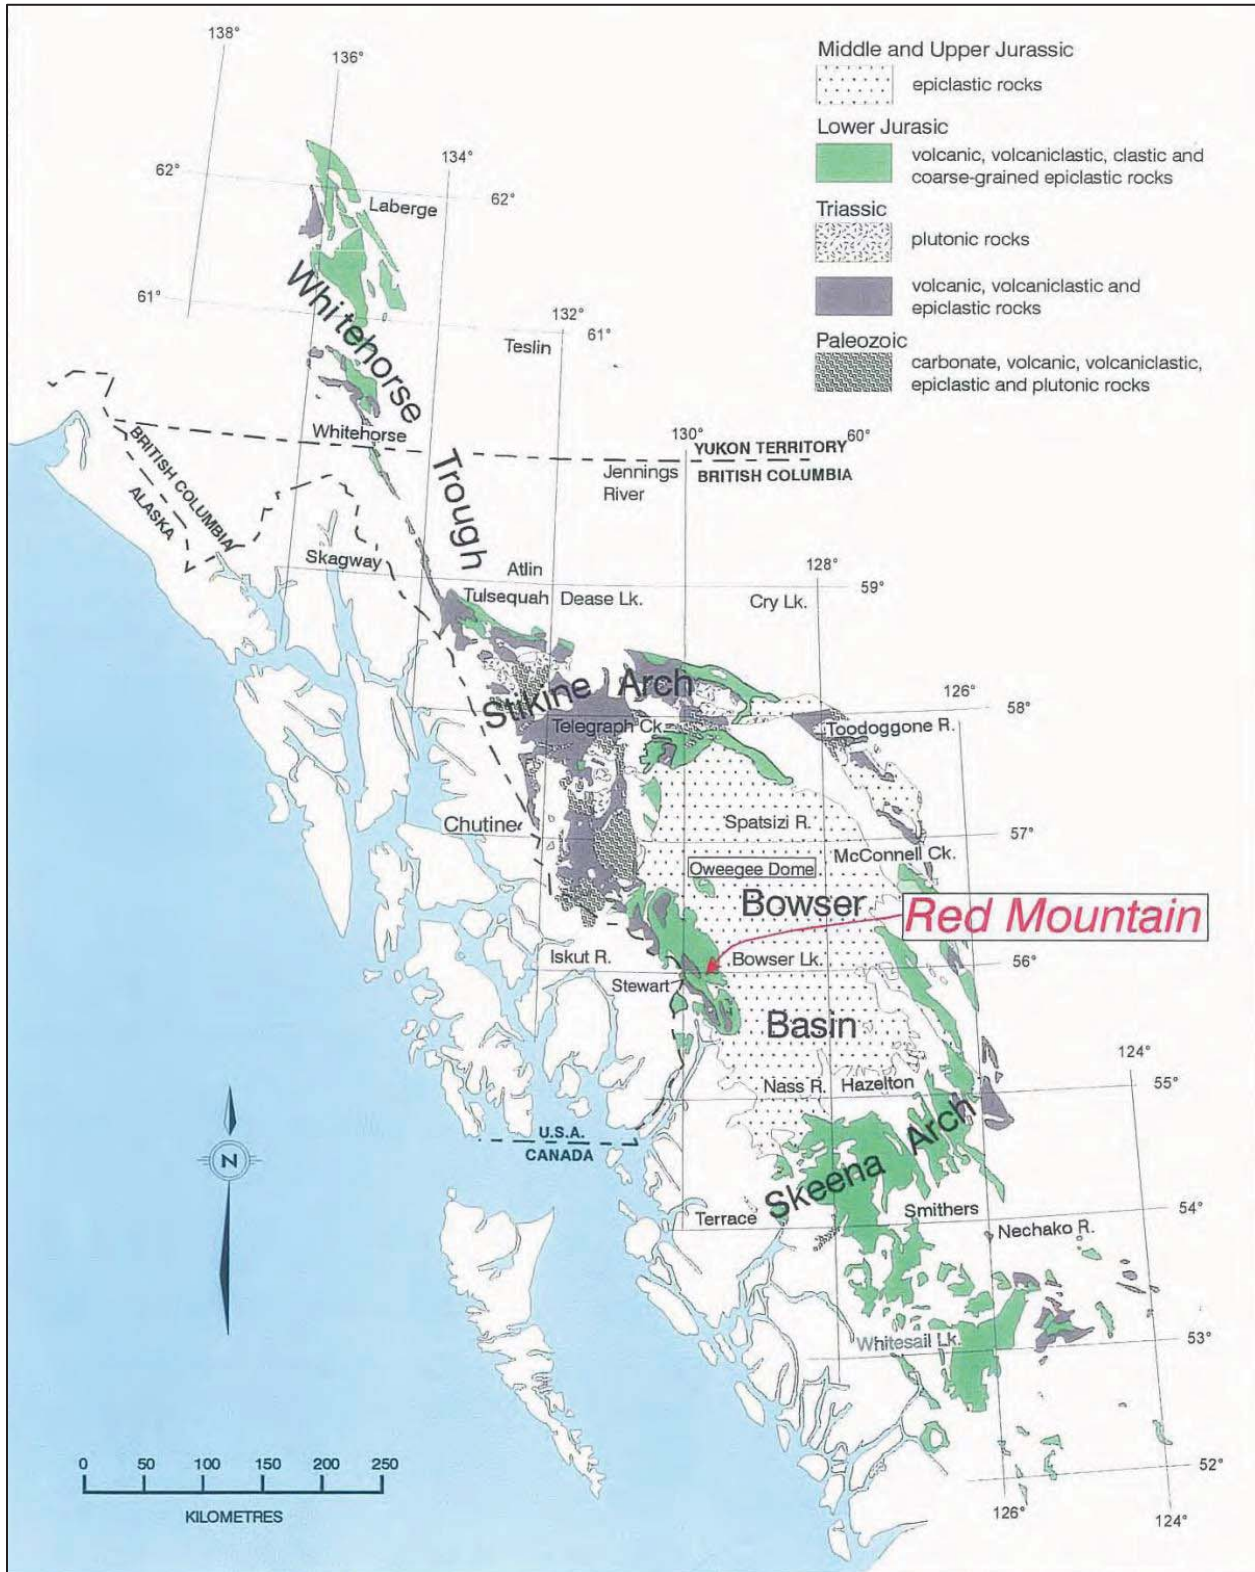 138°
136°
134°
62°
62°
Laberge
61°
132°
61°
Whitehorse
Trough
Teslin
Middle and Upper Jurassic
epiclastic rocks
Lower Jurasic
volcanic, volcaniclastic, clastic and
coarse-grained epiclastic rocks
Triassic
plutonic rocks
volcanic, volcaniclastic and
epiclastic rocks
Paleozoic
carbonate, volcanic, volcaniclastic,
epiclastic and plutonic rocks
Whitehorse
130°
60°
YUKON TERRITORY
BRITISH COLUMBIA
Jennings
River
BRITISH COLUMBIA
ALASKA
Skagway
Atlin
128°
59°
Tulsequah
Dease Lk.
Cry Lk.
Stikine Arch
126°
58°
Telegraph Ck.
Toodoggone R.
Chutine
Spatsizi R.
57°
McConnell Ck.
Oweegee Dome
Bowser
Red Mountain
Iskut R.
Bowser Lk.
56°
Stewart
Basin
124°
55°
Nass R.
Hazelton
U.S.A.
CANADA
N
Skeena Arch
Terrace
Smithers
54°
Nechako R.
Whitesail Lk.
53°
52°
126°
124°
0 50 100 150 200 250
KILOMETRES